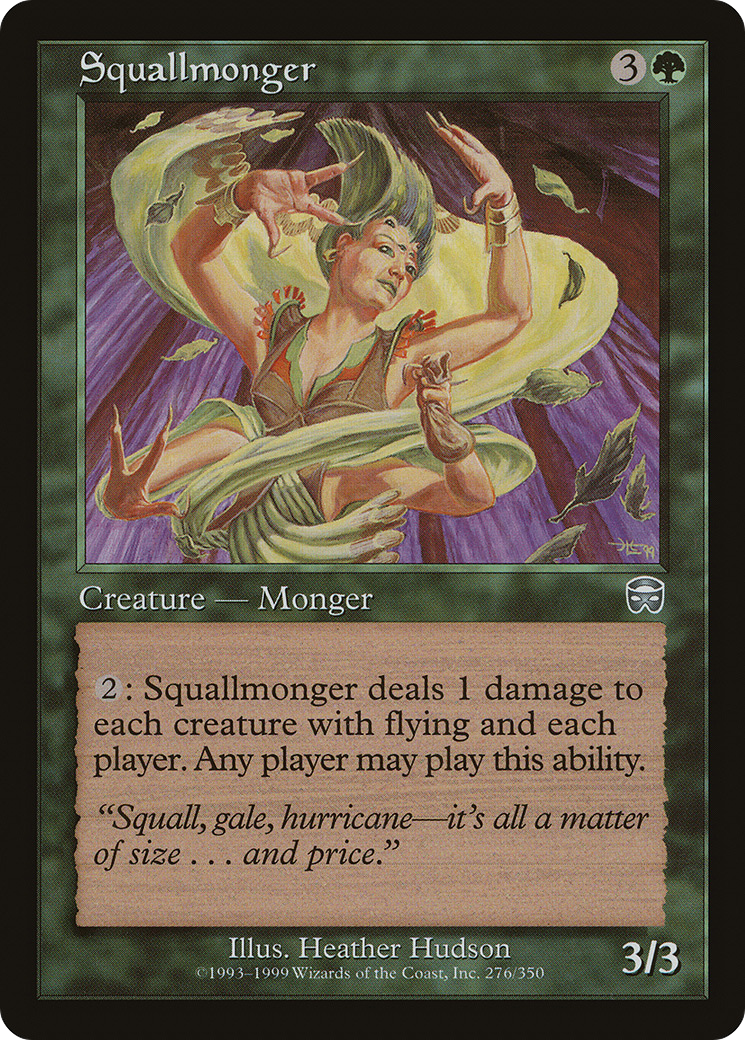 Squallmonger 3
Creature — Monger
2: Squallmonger deals 1 damage to
each creature with flying and each
player. Any player may play this ability.
“Squall, gale, hurricane—it’s all a matter
of size . . . and price.”
Illus. Heather Hudson
©1993–1999 Wizards of the Coast, Inc. 276/350
3/3